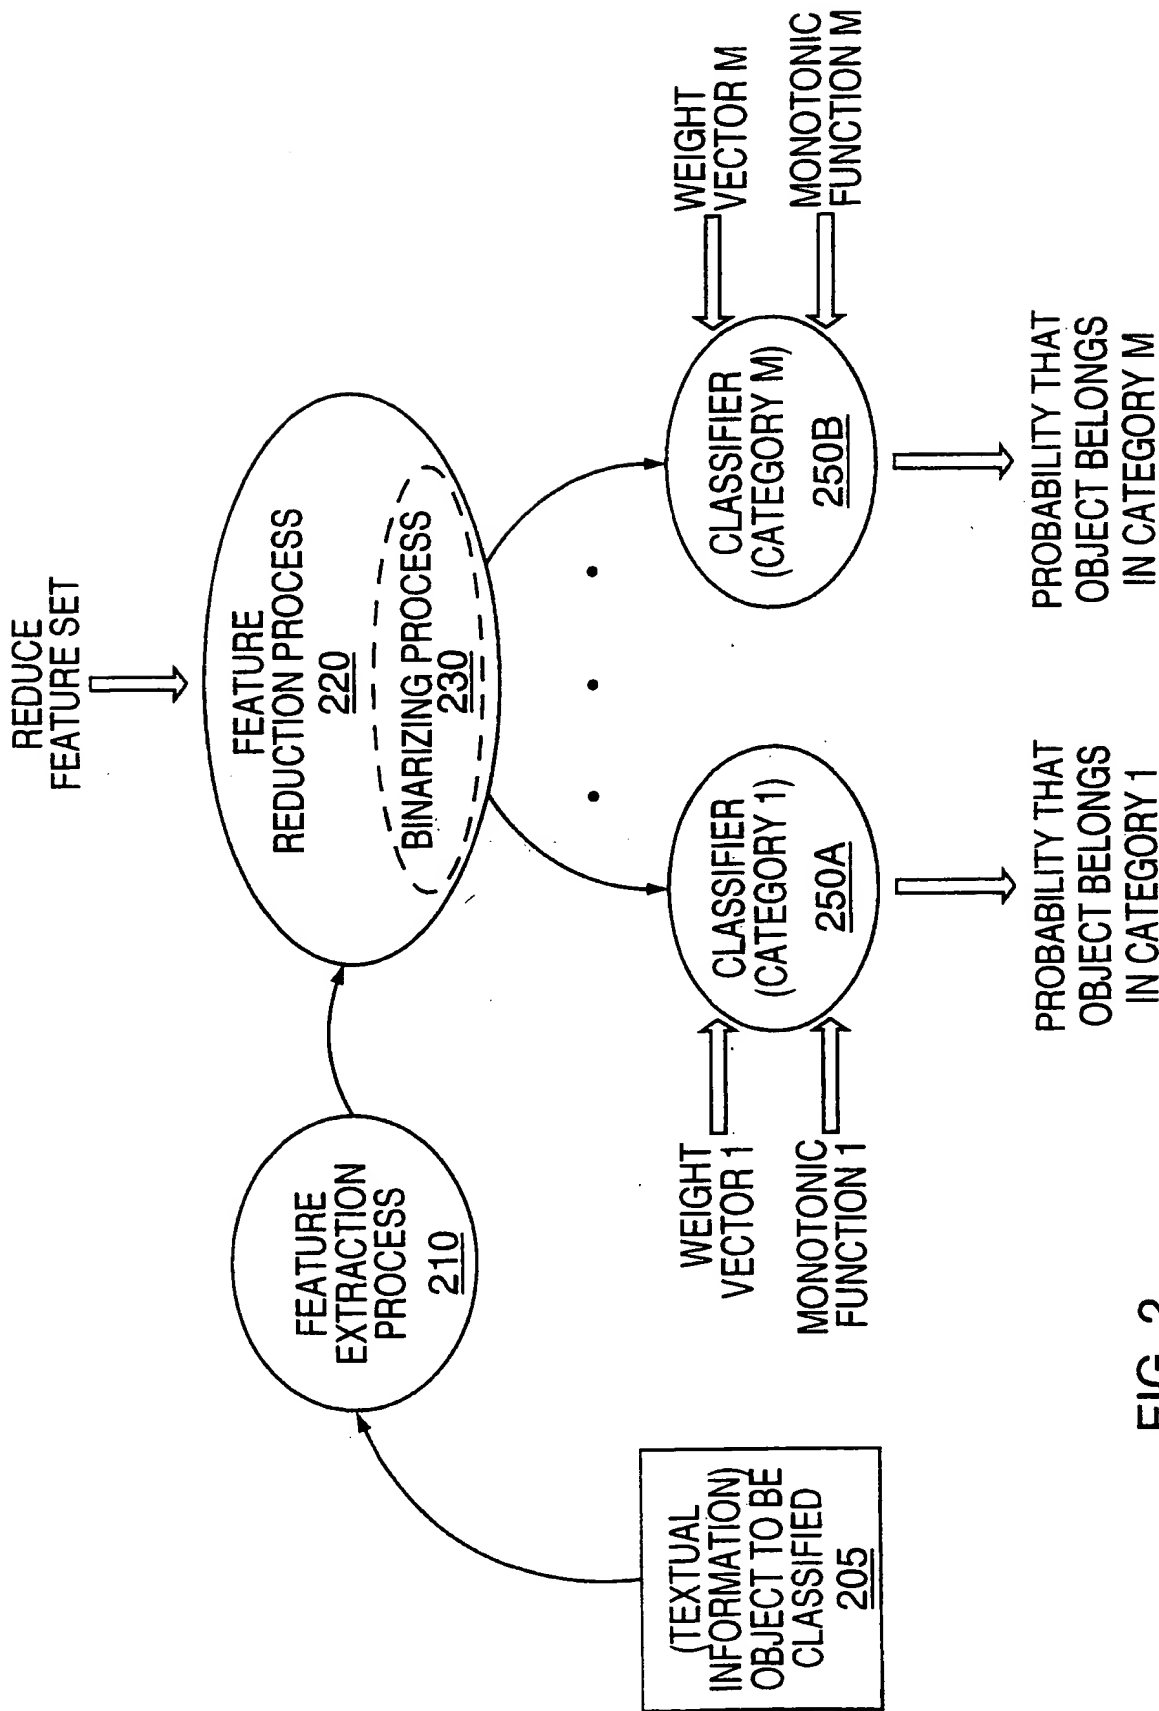 REDUCE
FEATURE SET
FEATURE
REDUCTION PROCESS
220
BINARIZING PROCESS
230
FEATURE
EXTRACTION
PROCESS
210
(TEXTUAL
INFORMATION)
OBJECT TO BE
CLASSIFIED
205
WEIGHT
VECTOR 1
MONOTONIC
FUNCTION 1
CLASSIFIER
(CATEGORY 1)
250A
PROBABILITY THAT
OBJECT BELONGS
IN CATEGORY 1
WEIGHT
VECTOR M
MONOTONIC
FUNCTION M
CLASSIFIER
(CATEGORY M)
250B
PROBABILITY THAT
OBJECT BELONGS
IN CATEGORY M
FIG. 2